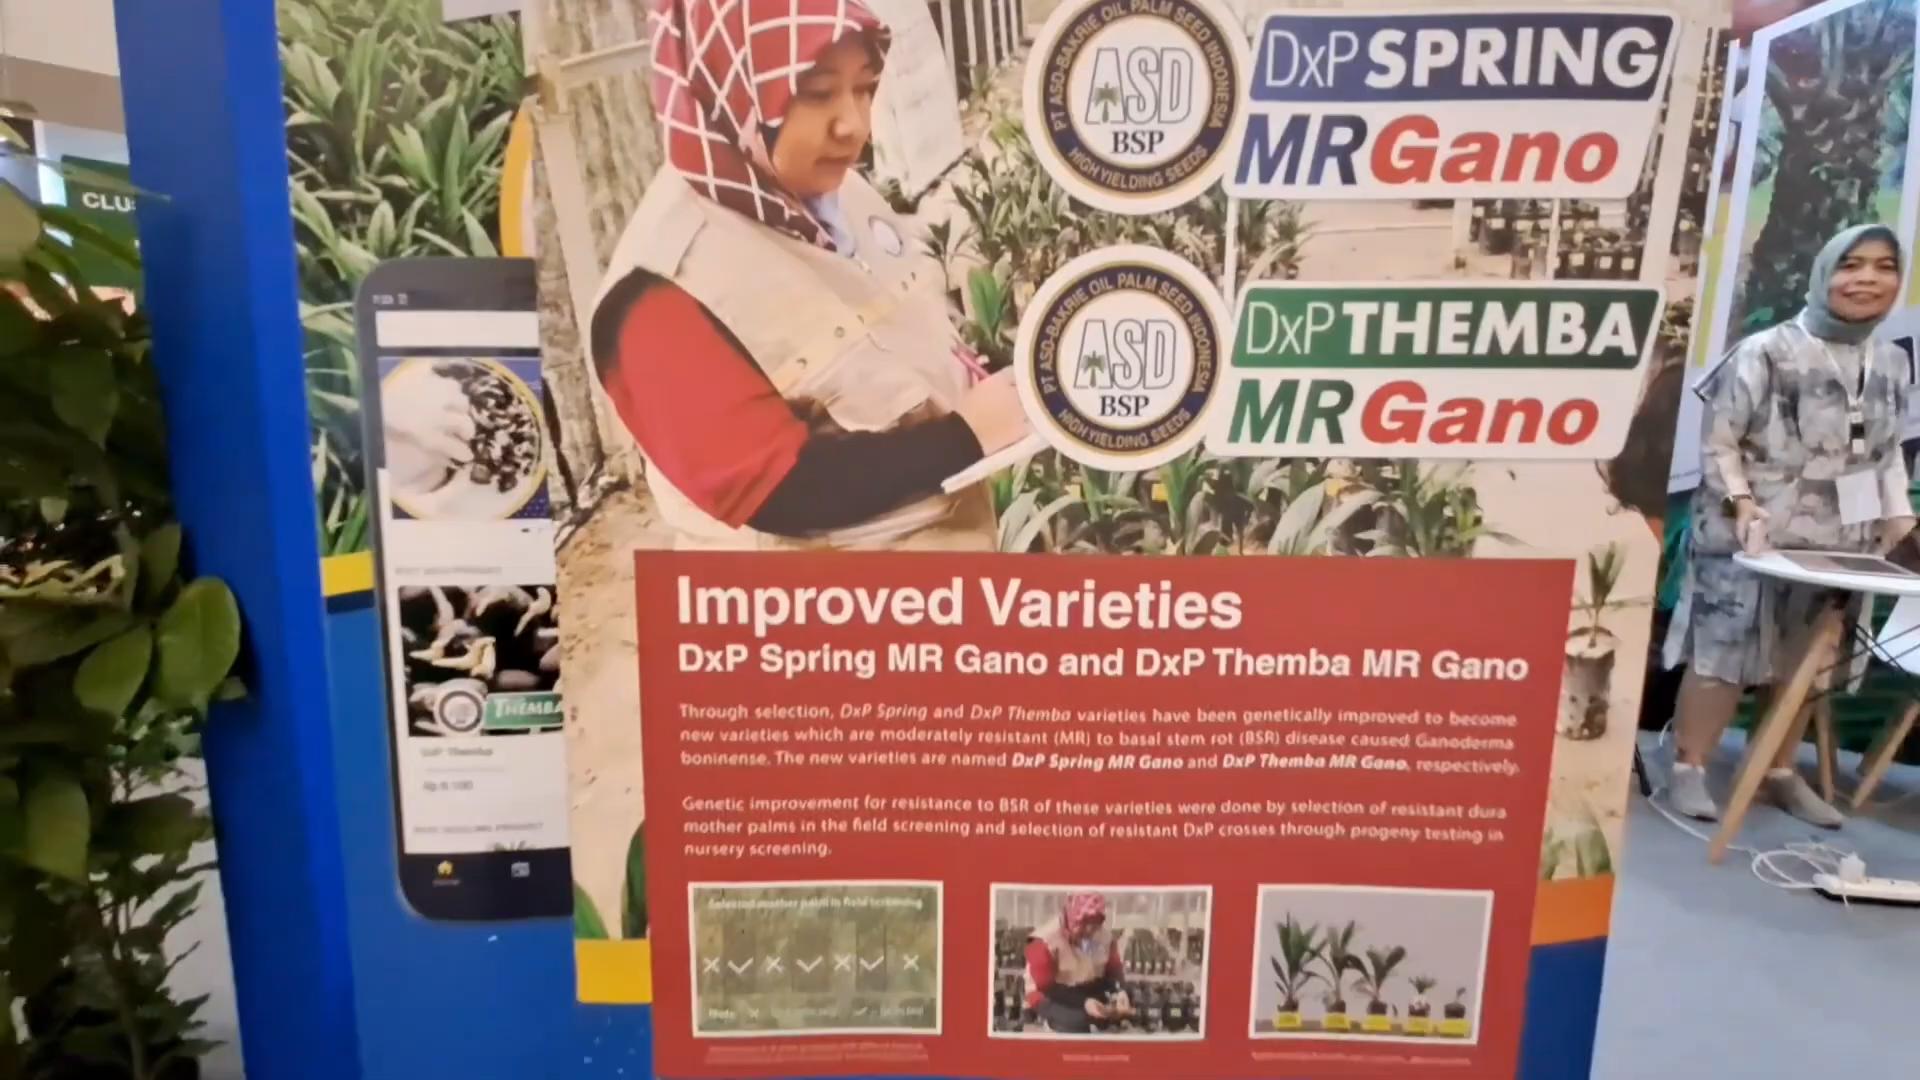 CLU
PT ASD-BAKRIE OIL PALM SEED INDONESIA
ASD
BSP
HIGH YIELDING SEEDS
DxP SPRING
MRGano
PT ASD-BAKRIE OIL PALM SEED INDONESIA
ASD
BSP
HIGH YIELDING SEEDS
DxP THEMBA
MRGano
THEMBA
DxP Themba
Improved Varieties
DxP Spring MR Gano and DxP Themba MR Gano
Through selection, DxP Spring and DxP Themba varieties have been genetically improved to become
new varieties which are moderately resistant (MR) to basal stem rot (BSR) disease caused Ganoderma
boninense. The new varieties are named DxP Spring MR Gano and DxP Themba MR Gano, respectively.
Genetic improvement for resistance to BSR of these varieties were done by selection of resistant dura
mother palms in the field screening and selection of resistant DxP crosses through progeny testing in
nursery screening.
Selected mother palm in field screening